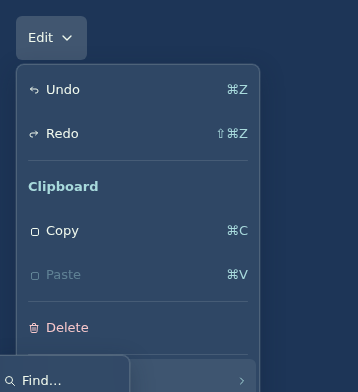 Edit
Undo ⌘Z
Redo ⇧⌘Z
Clipboard
Copy ⌘C
Paste ⌘V
Delete
Find...